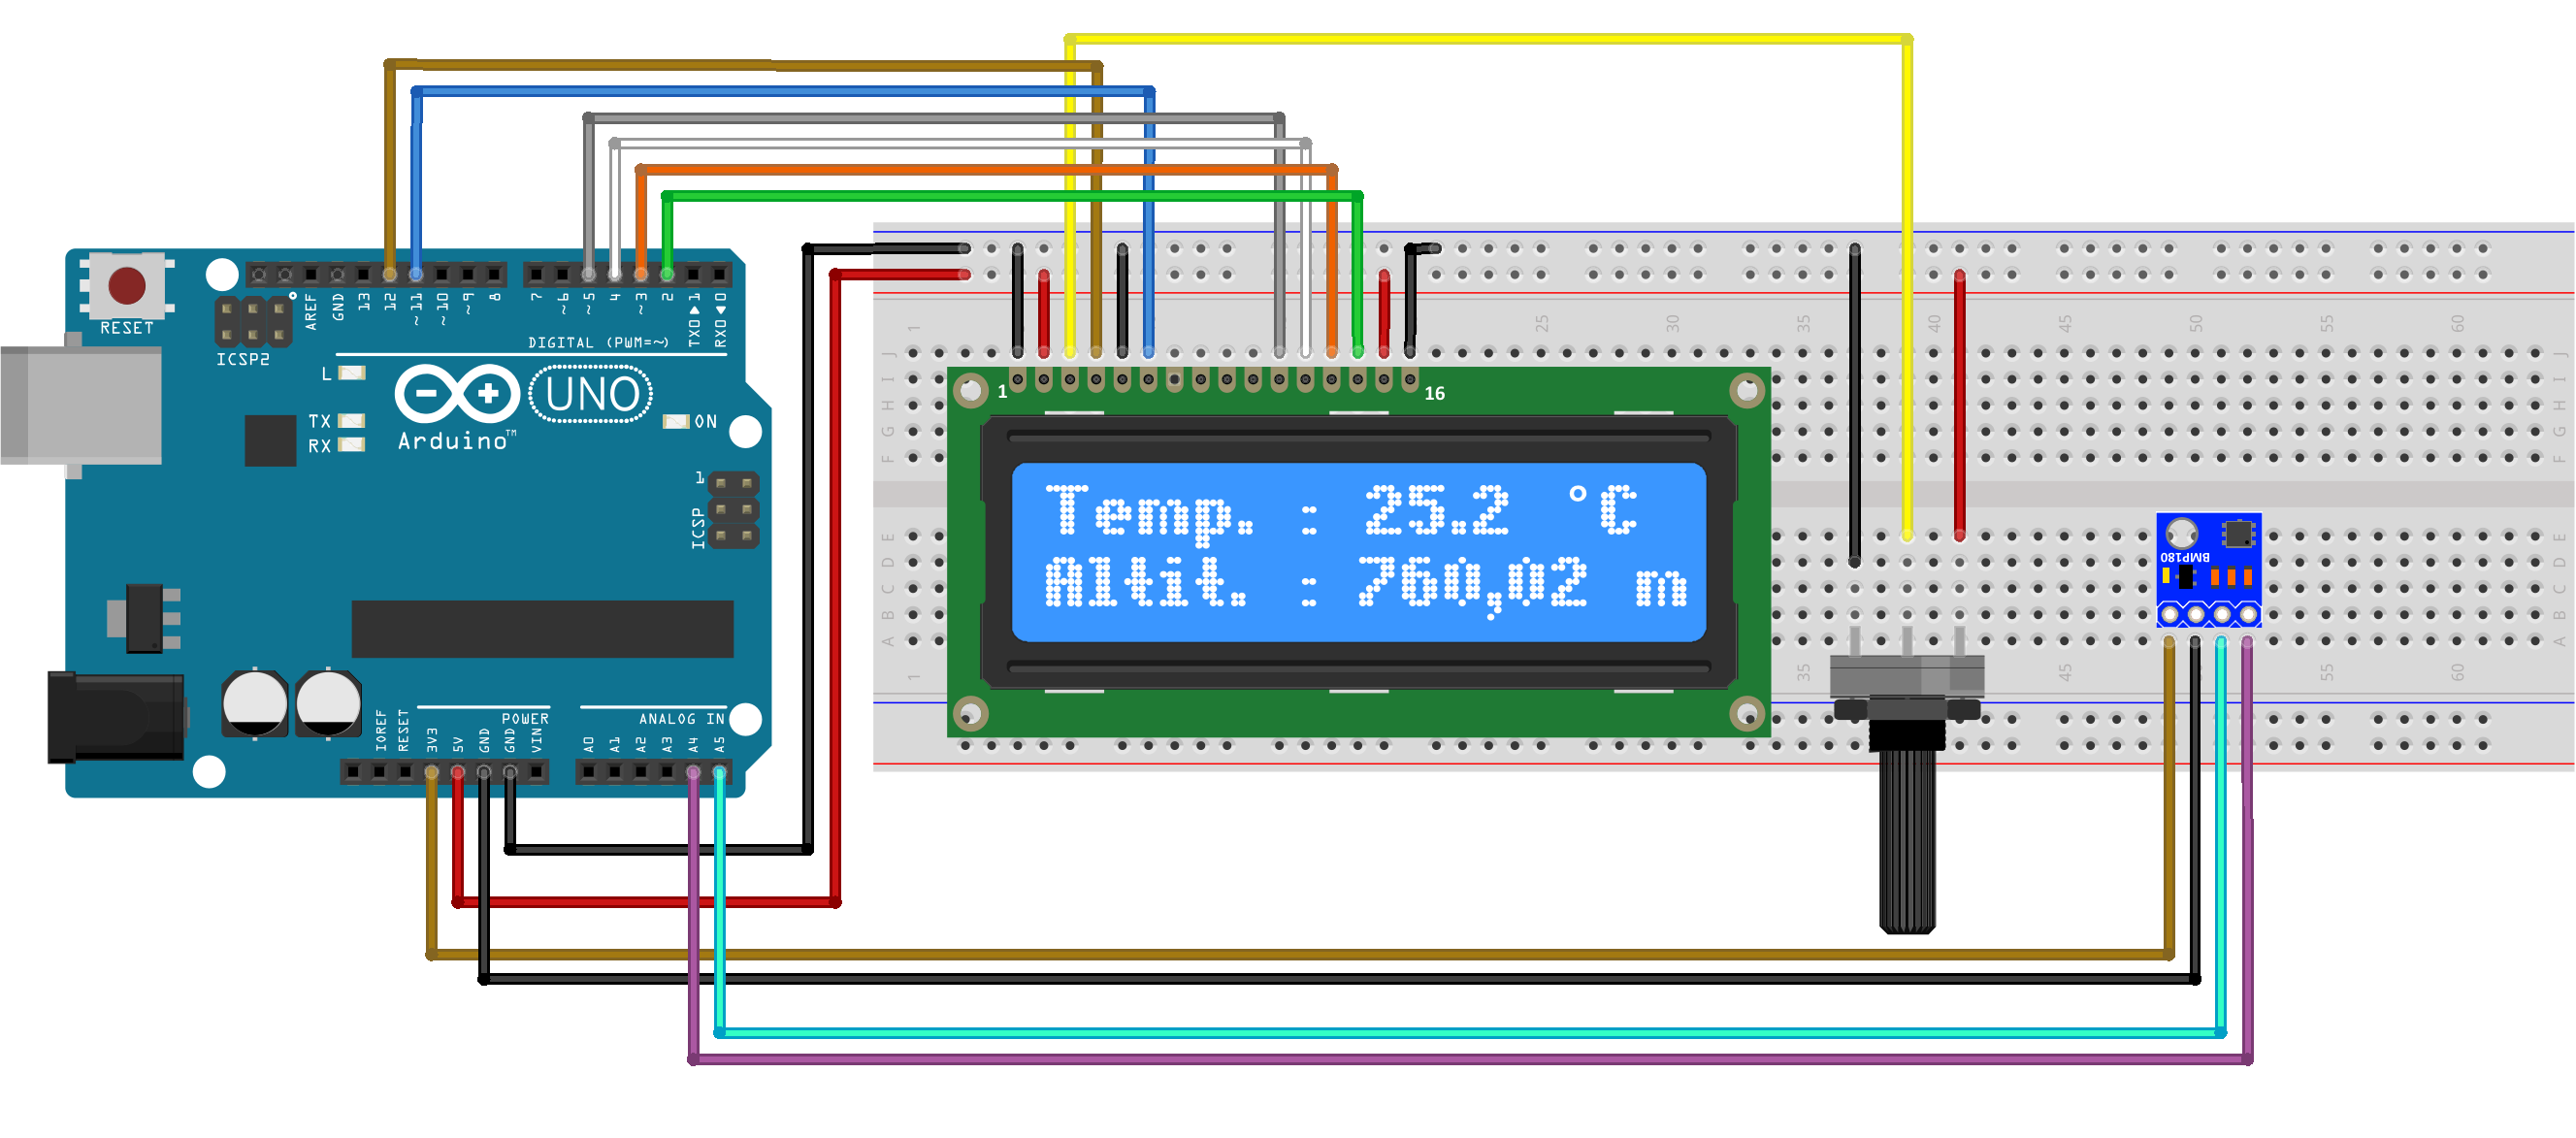 RESET
ICSP2
AREF
GND
13
12
~11
~10
~9
8
7
~6
~5
4
~3
2
TX0▶1
RX0◀0
DIGITAL (PWM=~)
L
TX
RX
UNO
Arduino™
ON
1
ICSP
IOREF
RESET
3V3
5V
GND
GND
VIN
POWER
A0
A1
A2
A3
A4
A5
ANALOG IN
1
25
30
35
40
45
50
55
60
J
I
H
G
F
E
D
C
B
A
J
I
H
G
F
E
D
C
B
A
1 16
Temp. : 25.2 °C
Altit. : 760,02 m
BMP180
1
35
45
55
60